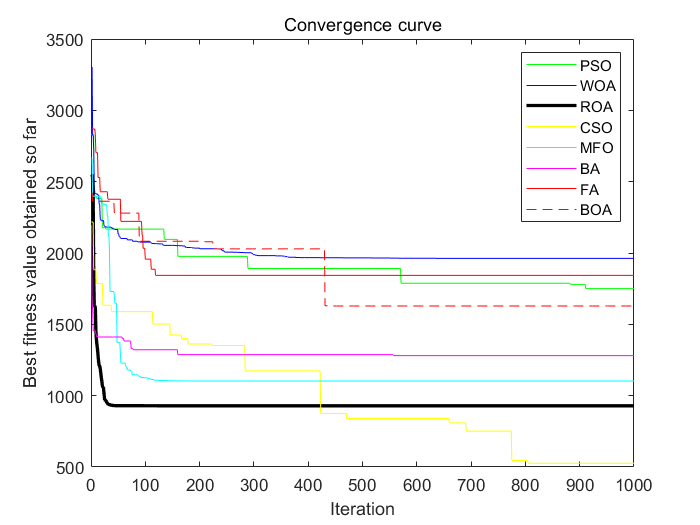 Convergence curve
3500
3000
2500
2000
1500
1000
500
Best fitness value obtained so far
0 100 200 300 400 500 600 700 800 900 1000
Iteration
PSO
WOA
ROA
CSO
MFO
BA
FA
BOA